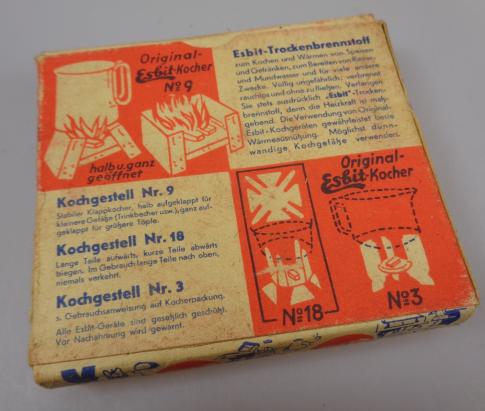 Original-
Esbit-Kocher
No 9
halb u. ganz
geöffnet
Esbit-Trockenbrennstoff
zum Kochen und Wärmen von Speisen
und Getränken, zum Bereiten von Rasier-
und Mundwasser und für viele andere
Zwecke. Völlig ungefährlich, verbrennt
rauchlos und ohne zu fließen. Verlangen
Sie stets ausdrücklich „Esbit"-Trocken-
brennstoff, denn die Heizkraft ist maß-
gebend. Die Verwendung von Original-
Esbit-Kochgeräten gewährleistet beste
Wärmeausnützung. Möglichst dünn-
wandige Kochgefäße verwenden.
Kochgestell Nr. 9
Stabiler Klappkocher, halb aufgeklappt für
kleinere Gefäße (Trinkbecher usw.), ganz auf-
geklappt für größere Töpfe.
Kochgestell Nr. 18
Lange Teile aufwärts, kurze Teile abwärts
biegen. Im Gebrauch lange Teile nach oben,
niemals verkehrt.
Kochgestell Nr. 3
s. Gebrauchsanweisung auf Kocherpackung.
Alle Esbit-Geräte sind gesetzlich geschützt.
Vor Nachahmung wird gewarnt.
Original-
Esbit-Kocher
No 18
No 3